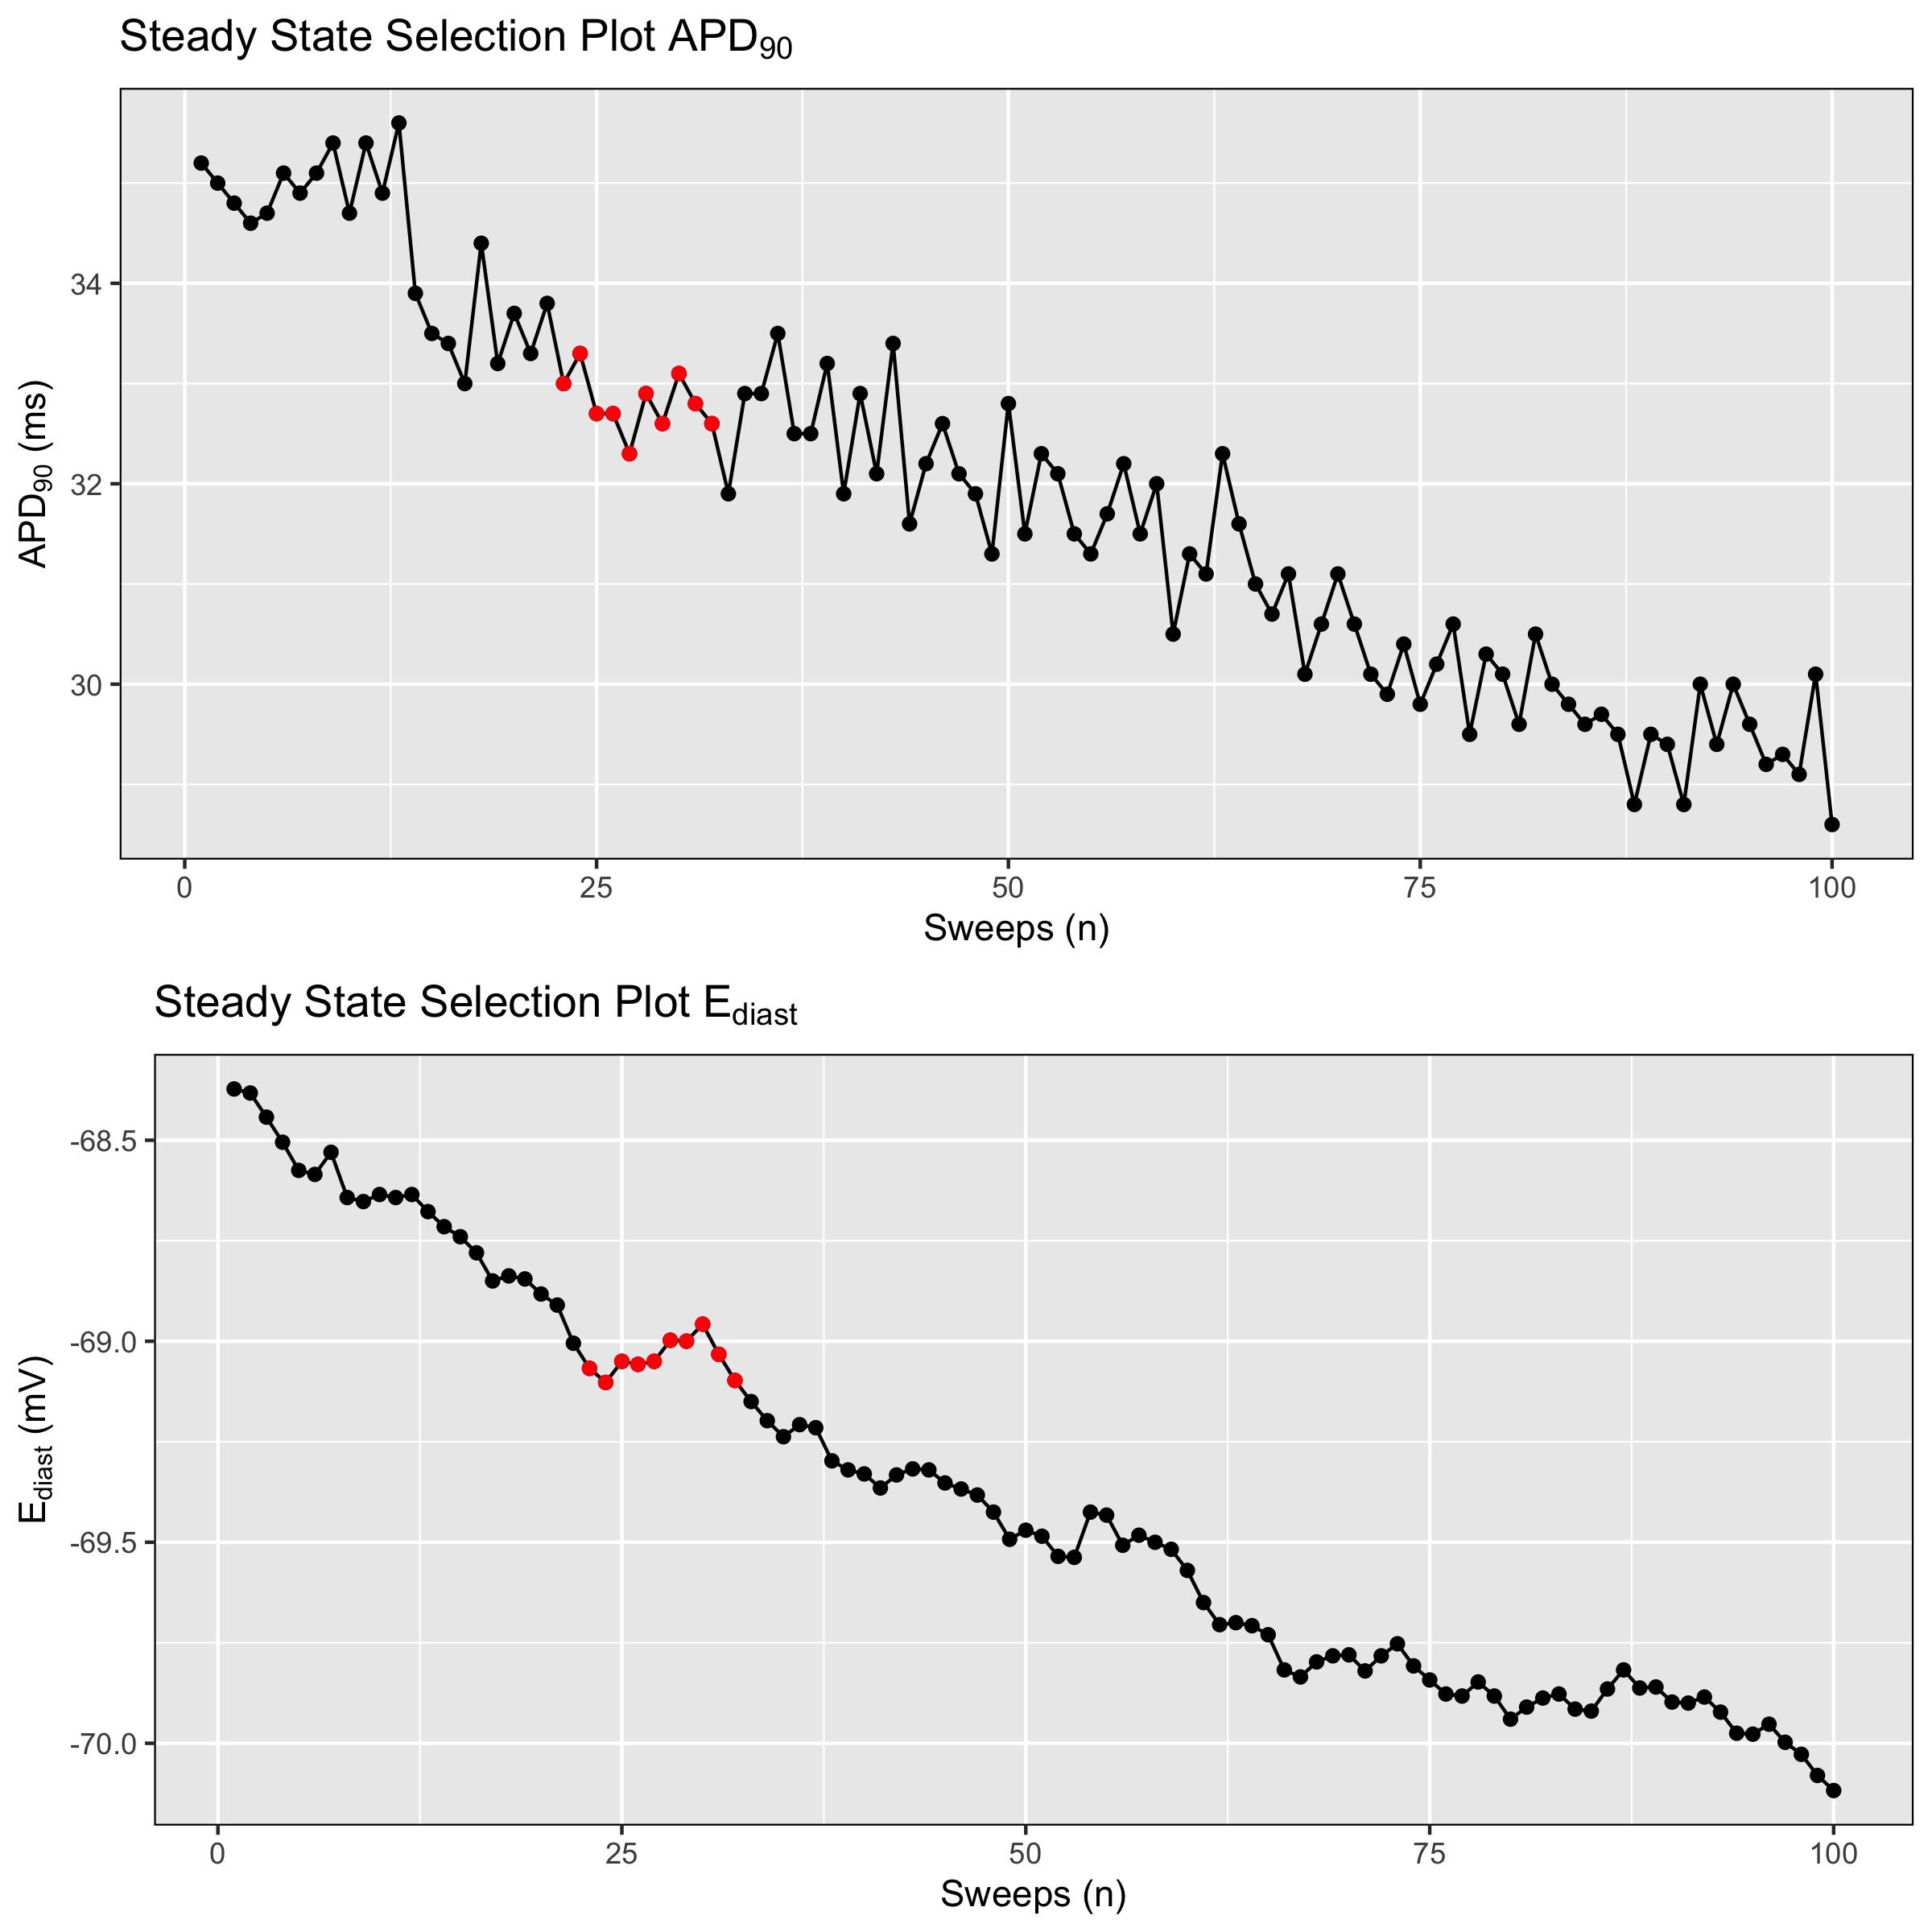 Steady State Selection Plot APD90
34
32
30
APD90 (ms)
0 25 50 75 100
Sweeps (n)
Steady State Selection Plot Ediast
-68.5
-69.0
-69.5
-70.0
Ediast (mV)
0 25 50 75 100
Sweeps (n)